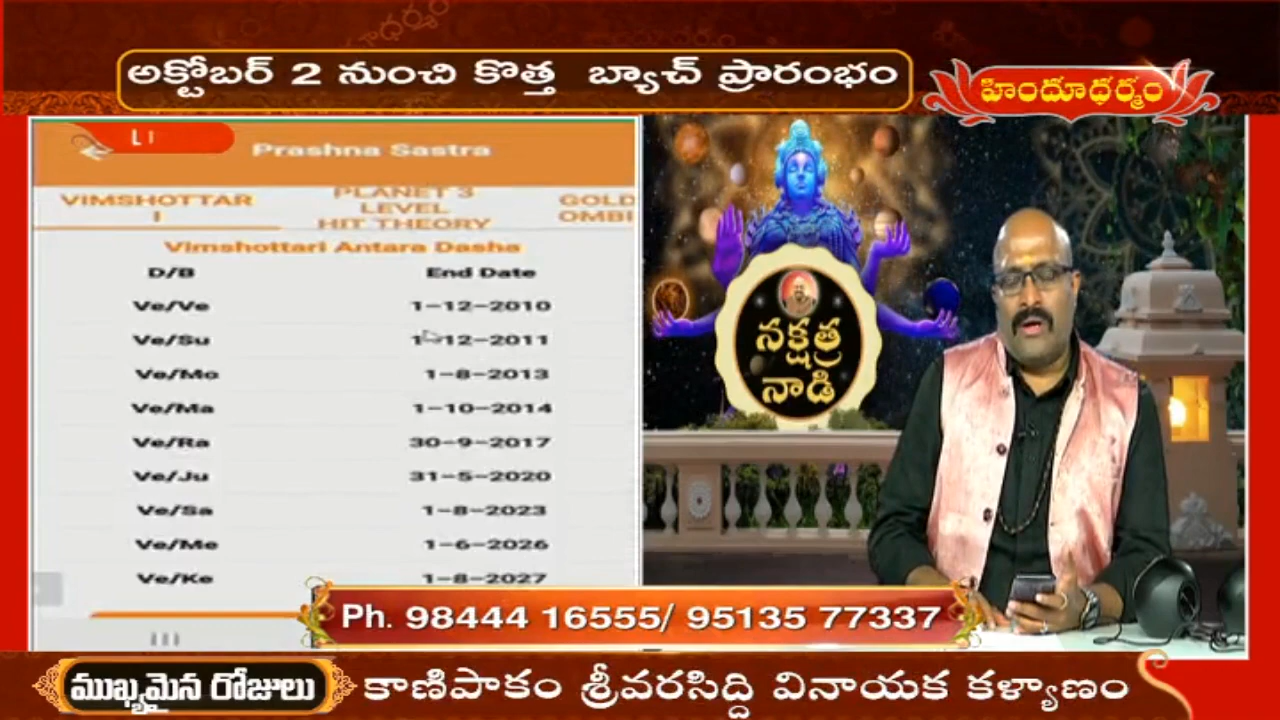 అక్టోబర్ 2 నుంచి కొత్త బ్యాచ్ ప్రారంభం
హిందూధర్మం
Prashna Sastra
VIMSHOTTAR
I
PLANET 3
LEVEL
HIT THEORY
GOLD
OMBI
Vimshottari Antara Dasha
D/B End Date
Ve/Ve 1-12-2010
Ve/Su 1-12-2011
Ve/Mo 1-8-2013
Ve/Ma 1-10-2014
Ve/Ra 30-9-2017
Ve/Ju 31-5-2020
Ve/Sa 1-8-2023
Ve/Me 1-6-2026
Ve/Ke 1-8-2027
నక్షత్ర
నాడి
Ph. 98444 16555/ 95135 77337
ముఖ్యమైన రోజులు కాణిపాకం శ్రీవరసిద్ది వినాయక కళ్యాణం